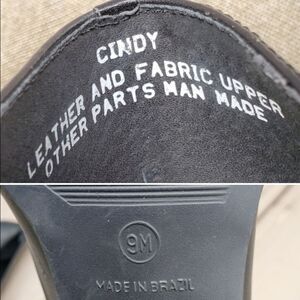 CINDY
LEATHER AND FABRIC UPPER
OTHER PARTS MAN MADE
9M
MADE IN BRAZIL